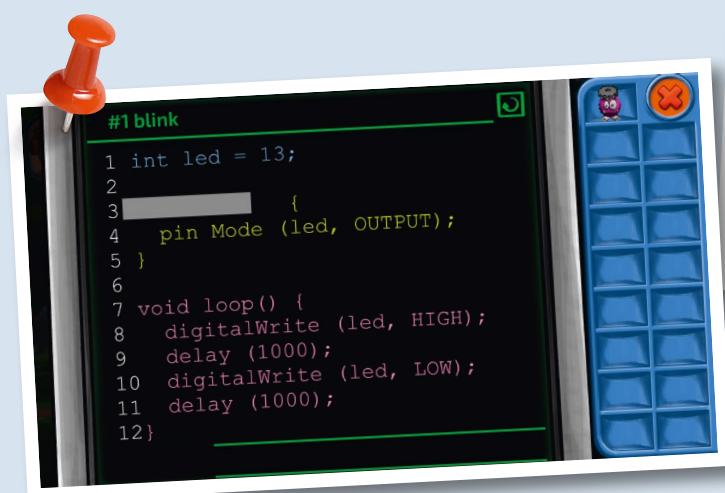 #1 blink
1 int led = 13;
2
3 {
4 pin Mode (led, OUTPUT);
5 }
6
7 void loop() {
8 digitalWrite (led, HIGH);
9 delay (1000);
10 digitalWrite (led, LOW);
11 delay (1000);
12}